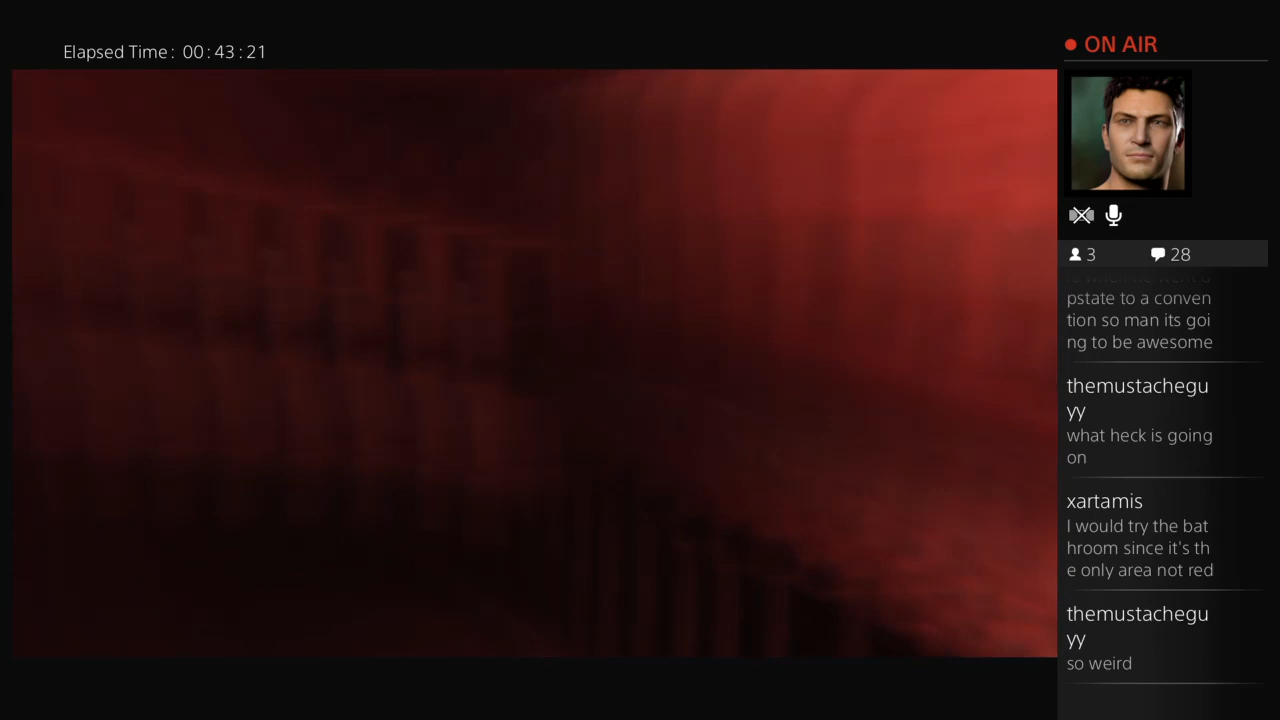 Elapsed Time: 00:43:21
ON AIR
3 28
pstate to a conven
tion so man its goi
ng to be awesome
themustachegu
yy
what heck is going
on
xartamis
I would try the bat
hroom since it's th
e only area not red
themustachegu
yy
so weird